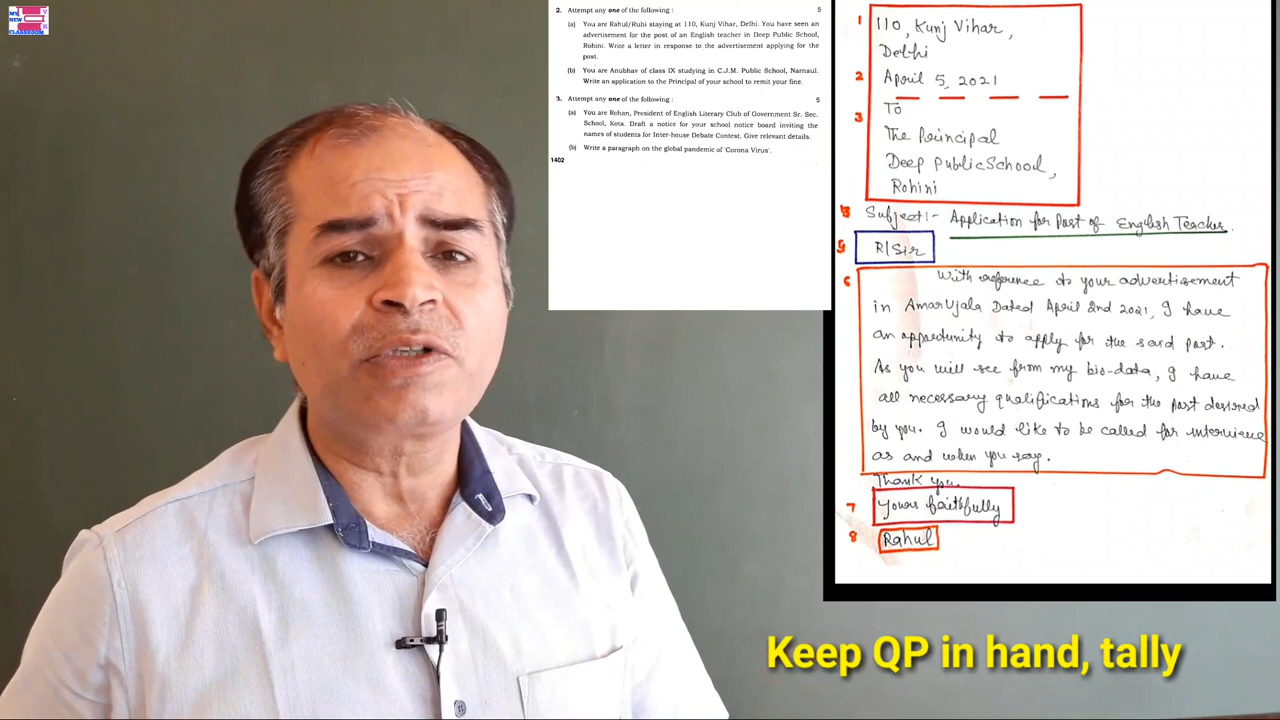 MY
NEW
CLASSROOM
V
K
2. Attempt any one of the following : 5
(a) You are Rahul/Ruhi staying at 110, Kunj Vihar, Delhi. You have seen an
advertisement for the post of an English teacher in Deep Public School,
Rohini. Write a letter in response to the advertisement applying for the
post.
(b) You are Anubhav of class IX studying in C.J.M. Public School, Narnaul.
Write an application to the Principal of your school to remit your fine.
3. Attempt any one of the following : 5
(a) You are Rohan, President of English Literary Club of Government Sr. Sec.
School, Kota. Draft a notice for your school notice board inviting the
names of students for Inter-house Debate Contest. Give relevant details.
(b) Write a paragraph on the global pandemic of 'Corona Virus'.
1402
1 110, Kunj Vihar,
Delhi
2 April 5, 2021
To
3 The Principal
Deep Public School,
Rohini
Subject:- Application for Post of English Teacher.
5 R/Sir
6 With reference to your advertisement
in Amar Ujala Dated April 2nd 2021, I have
an opportunity to apply for the said post.
As you will see from my bio-data, I have
all necessary qualifications for the post desired
by you. I would like to be called for interview
as and when you say.
Thank you.
7 Yours faithfully
8 Rahul
Keep QP in hand, tally